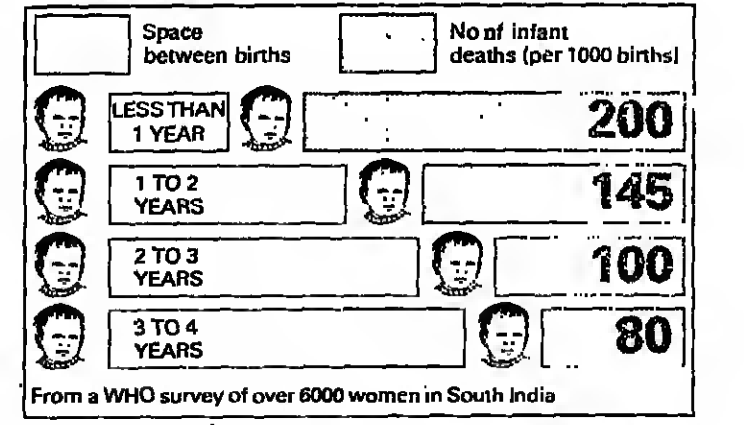 Space
between births
No of infant
deaths (per 1000 births)
LESS THAN
1 YEAR
200
1 TO 2
YEARS
145
2 TO 3
YEARS
100
3 TO 4
YEARS
80
From a WHO survey of over 6000 women in South India